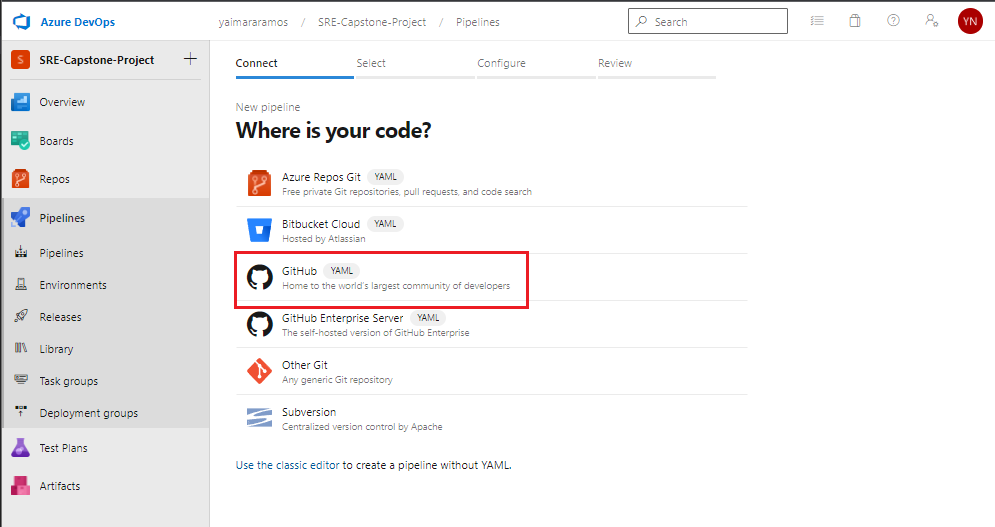 Azure DevOps
yaimararamos / SRE-Capstone-Project / Pipelines
Search
YN
S
SRE-Capstone-Project
Overview
Boards
Repos
Pipelines
Pipelines
Environments
Releases
Library
Task groups
Deployment groups
Test Plans
Artifacts
Connect
Select
Configure
Review
New pipeline
Where is your code?
Azure Repos Git YAML
Free private Git repositories, pull requests, and code search
Bitbucket Cloud YAML
Hosted by Atlassian
GitHub YAML
Home to the world's largest community of developers
GitHub Enterprise Server YAML
The self-hosted version of GitHub Enterprise
Other Git
Any generic Git repository
Subversion
Centralized version control by Apache
Use the classic editor to create a pipeline without YAML.